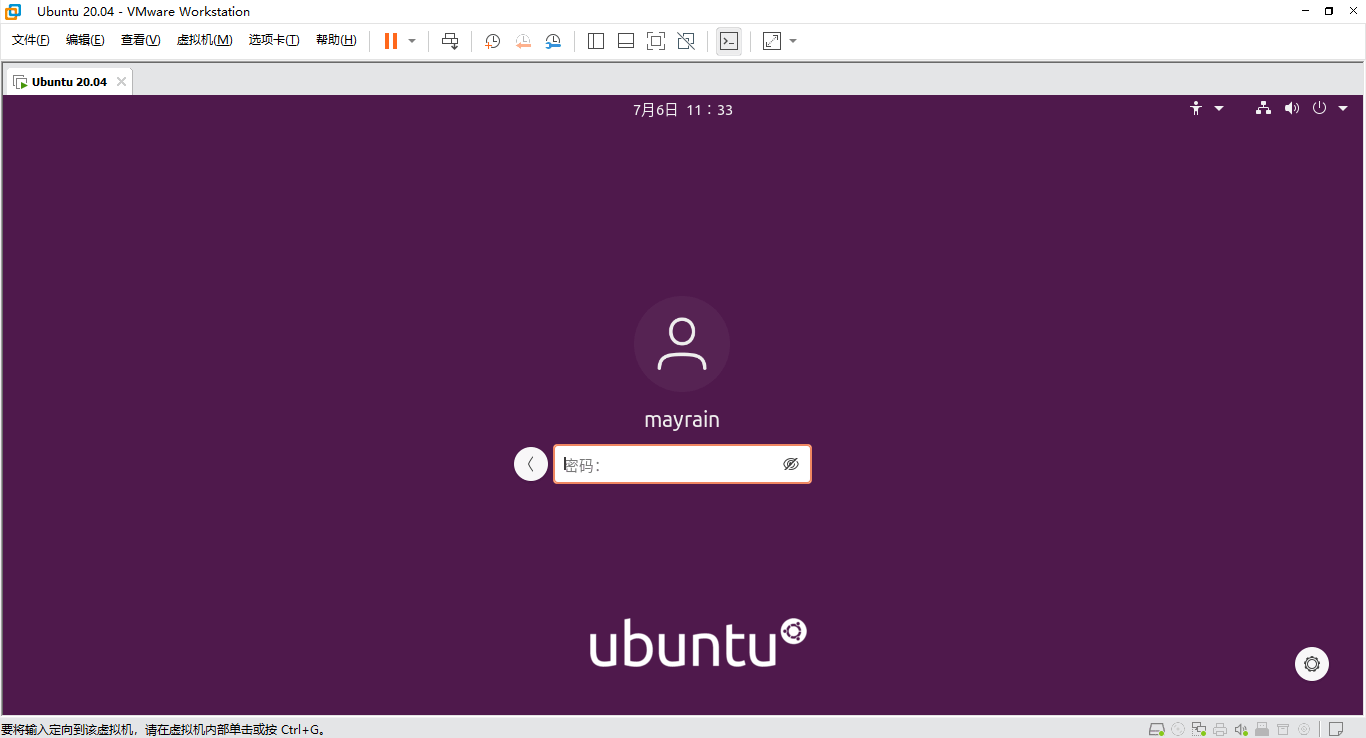 Ubuntu 20.04 - VMware Workstation
文件(F) 编辑(E) 查看(V) 虚拟机(M) 选项卡(T) 帮助(H)
Ubuntu 20.04
7月6日 11：33
mayrain
密码：
ubuntu
要将输入定向到该虚拟机，请在虚拟机内部单击或按 Ctrl+G。